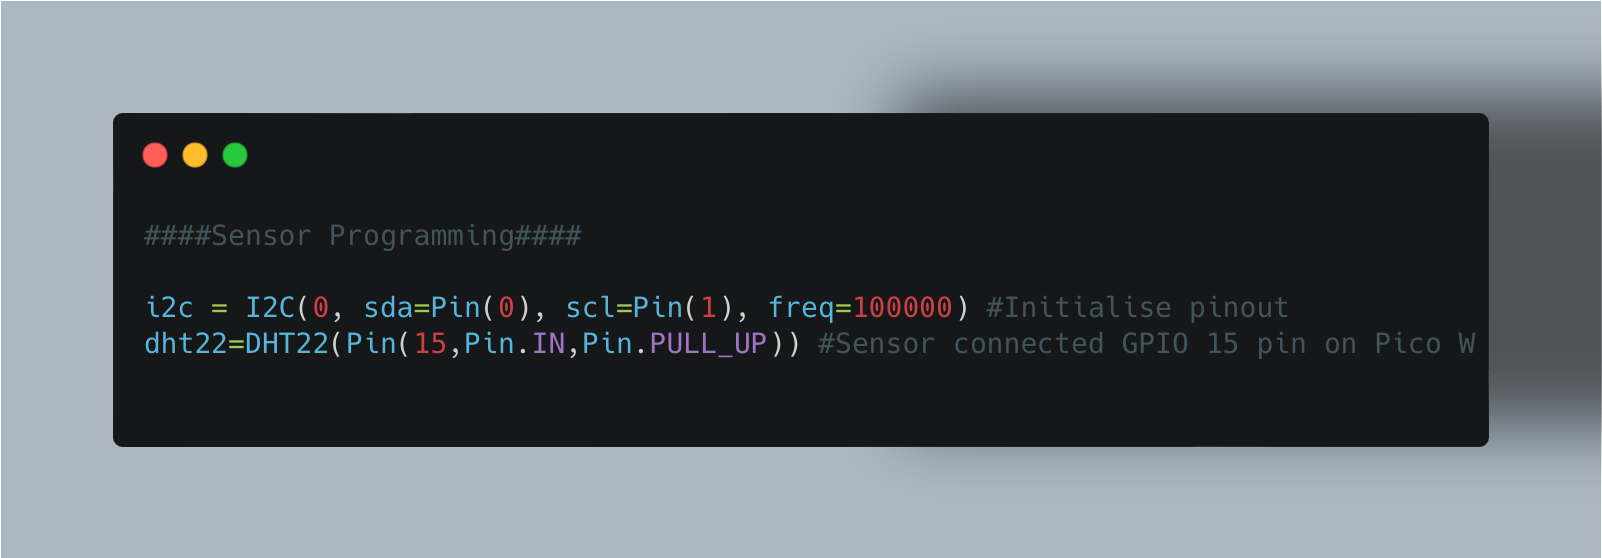 ####Sensor Programming####
i2c = I2C(0, sda=Pin(0), scl=Pin(1), freq=100000) #Initialise pinout
dht22=DHT22(Pin(15,Pin.IN,Pin.PULL_UP)) #Sensor connected GPIO 15 pin on Pico W